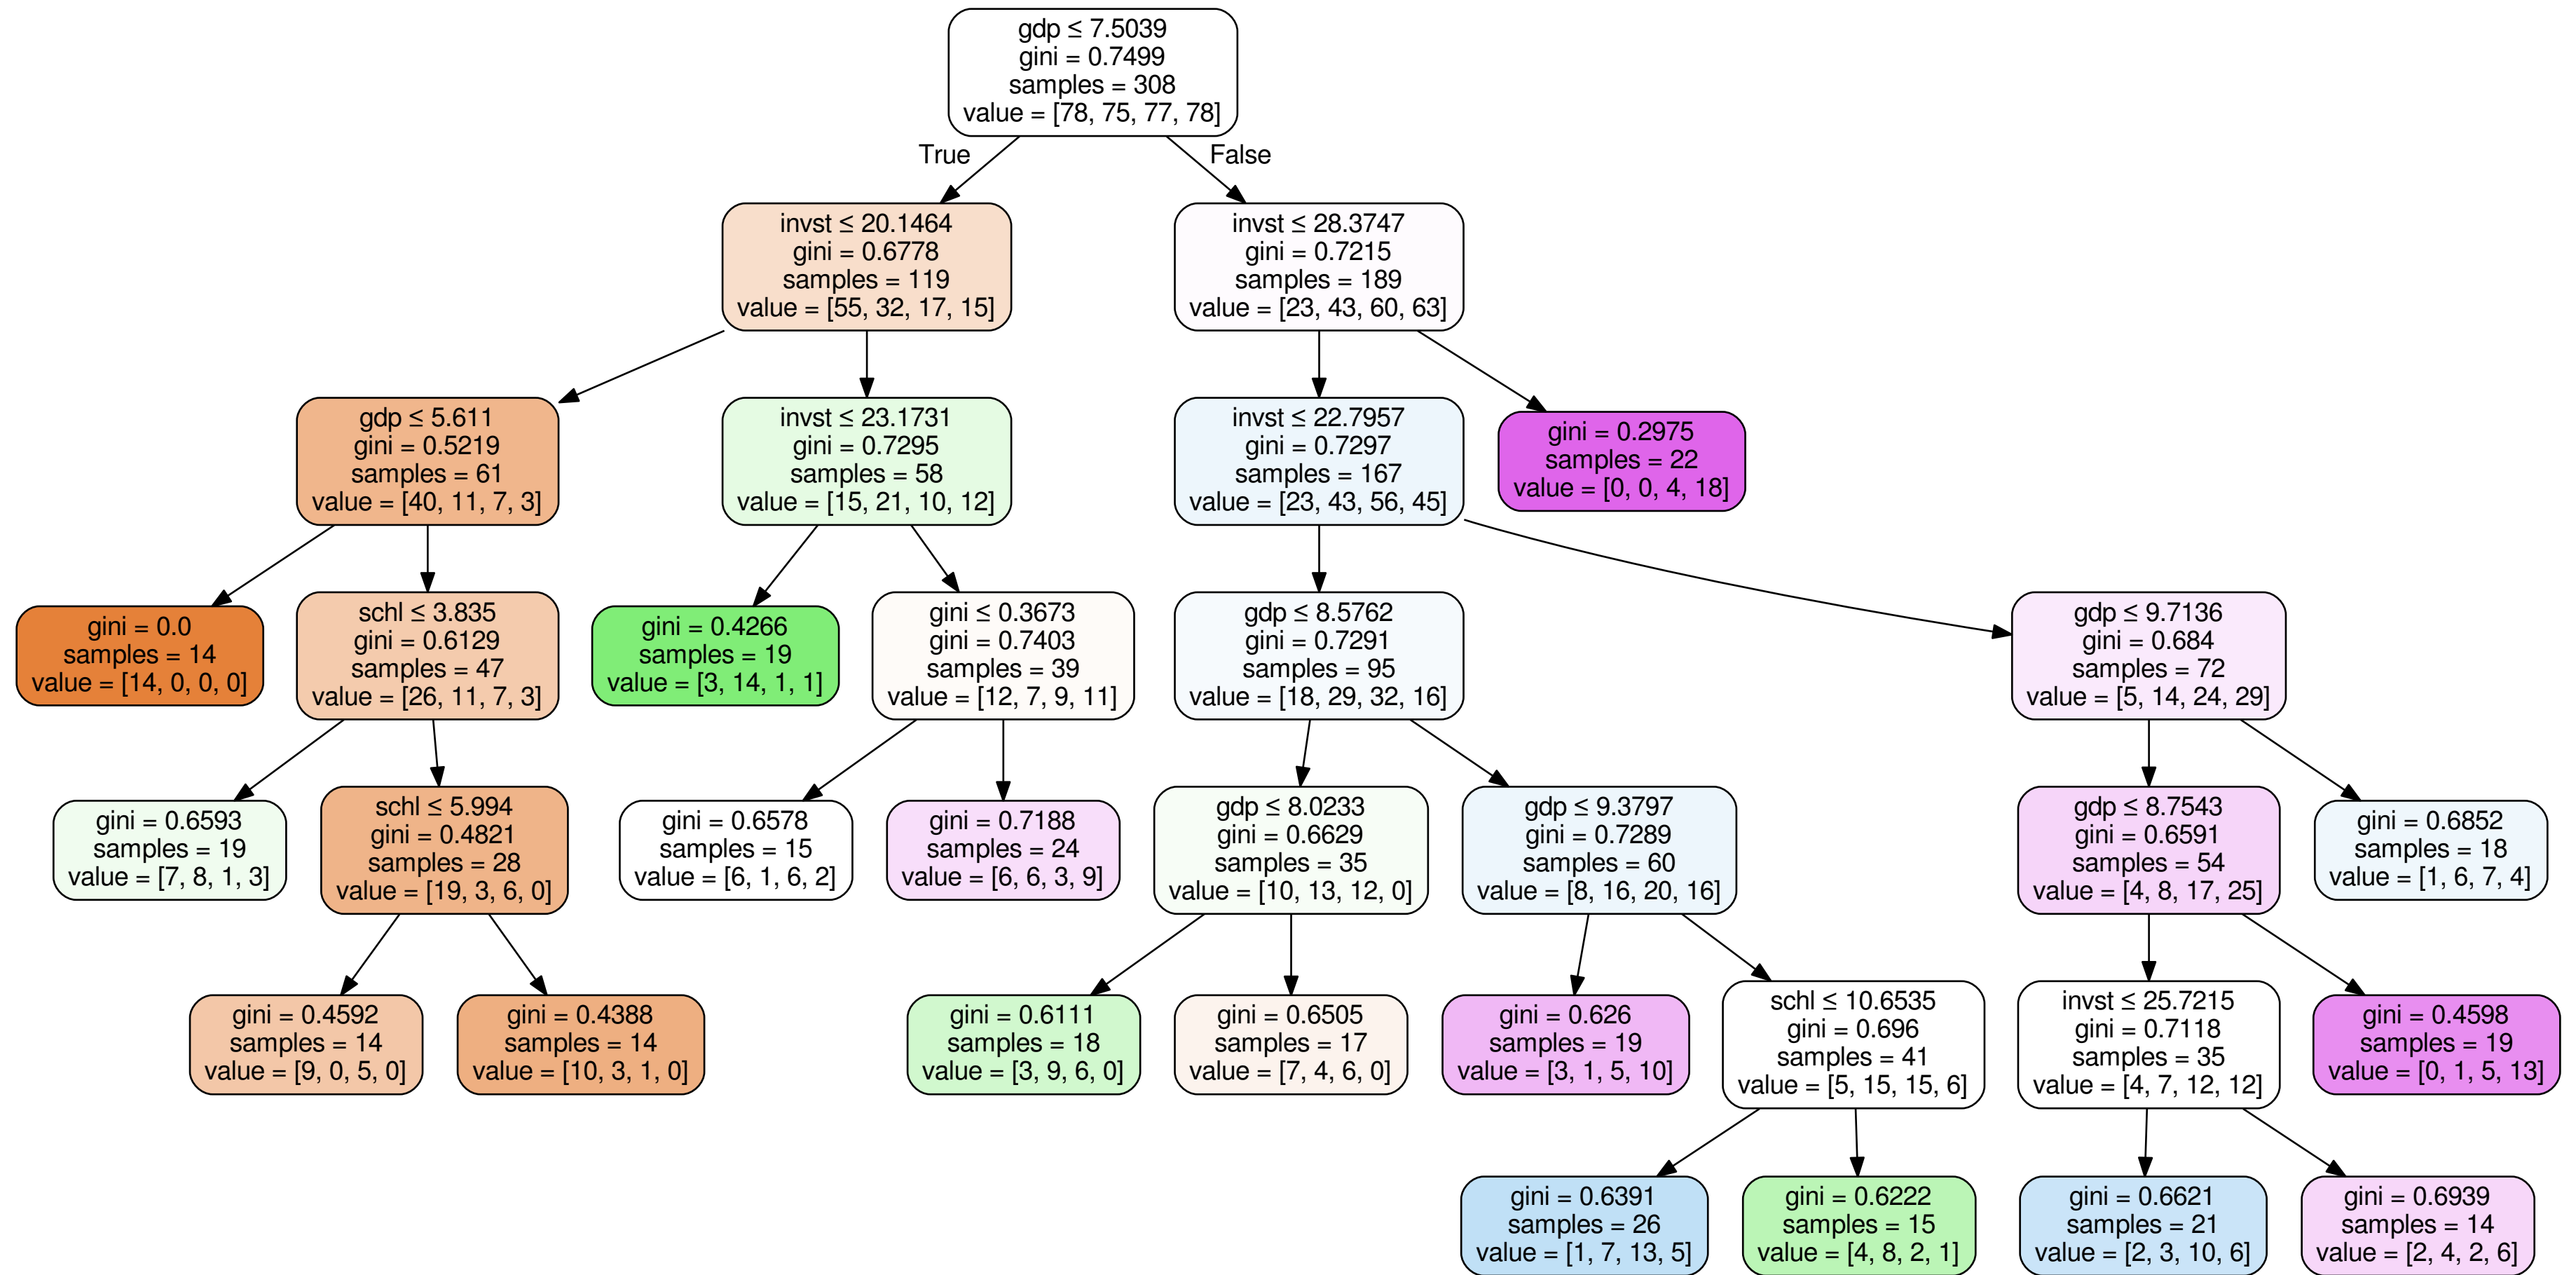 gdp ≤ 7.5039
gini = 0.7499
samples = 308
value = [78, 75, 77, 78]
True
False
invst ≤ 20.1464
gini = 0.6778
samples = 119
value = [55, 32, 17, 15]
invst ≤ 28.3747
gini = 0.7215
samples = 189
value = [23, 43, 60, 63]
gdp ≤ 5.611
gini = 0.5219
samples = 61
value = [40, 11, 7, 3]
invst ≤ 23.1731
gini = 0.7295
samples = 58
value = [15, 21, 10, 12]
invst ≤ 22.7957
gini = 0.7297
samples = 167
value = [23, 43, 56, 45]
gini = 0.2975
samples = 22
value = [0, 0, 4, 18]
gini = 0.0
samples = 14
value = [14, 0, 0, 0]
schl ≤ 3.835
gini = 0.6129
samples = 47
value = [26, 11, 7, 3]
gini = 0.4266
samples = 19
value = [3, 14, 1, 1]
gini ≤ 0.3673
gini = 0.7403
samples = 39
value = [12, 7, 9, 11]
gdp ≤ 8.5762
gini = 0.7291
samples = 95
value = [18, 29, 32, 16]
gdp ≤ 9.7136
gini = 0.684
samples = 72
value = [5, 14, 24, 29]
gini = 0.6593
samples = 19
value = [7, 8, 1, 3]
schl ≤ 5.994
gini = 0.4821
samples = 28
value = [19, 3, 6, 0]
gini = 0.6578
samples = 15
value = [6, 1, 6, 2]
gini = 0.7188
samples = 24
value = [6, 6, 3, 9]
gdp ≤ 8.0233
gini = 0.6629
samples = 35
value = [10, 13, 12, 0]
gdp ≤ 9.3797
gini = 0.7289
samples = 60
value = [8, 16, 20, 16]
gdp ≤ 8.7543
gini = 0.6591
samples = 54
value = [4, 8, 17, 25]
gini = 0.6852
samples = 18
value = [1, 6, 7, 4]
gini = 0.4592
samples = 14
value = [9, 0, 5, 0]
gini = 0.4388
samples = 14
value = [10, 3, 1, 0]
gini = 0.6111
samples = 18
value = [3, 9, 6, 0]
gini = 0.6505
samples = 17
value = [7, 4, 6, 0]
gini = 0.626
samples = 19
value = [3, 1, 5, 10]
schl ≤ 10.6535
gini = 0.696
samples = 41
value = [5, 15, 15, 6]
invst ≤ 25.7215
gini = 0.7118
samples = 35
value = [4, 7, 12, 12]
gini = 0.4598
samples = 19
value = [0, 1, 5, 13]
gini = 0.6391
samples = 26
value = [1, 7, 13, 5]
gini = 0.6222
samples = 15
value = [4, 8, 2, 1]
gini = 0.6621
samples = 21
value = [2, 3, 10, 6]
gini = 0.6939
samples = 14
value = [2, 4, 2, 6]